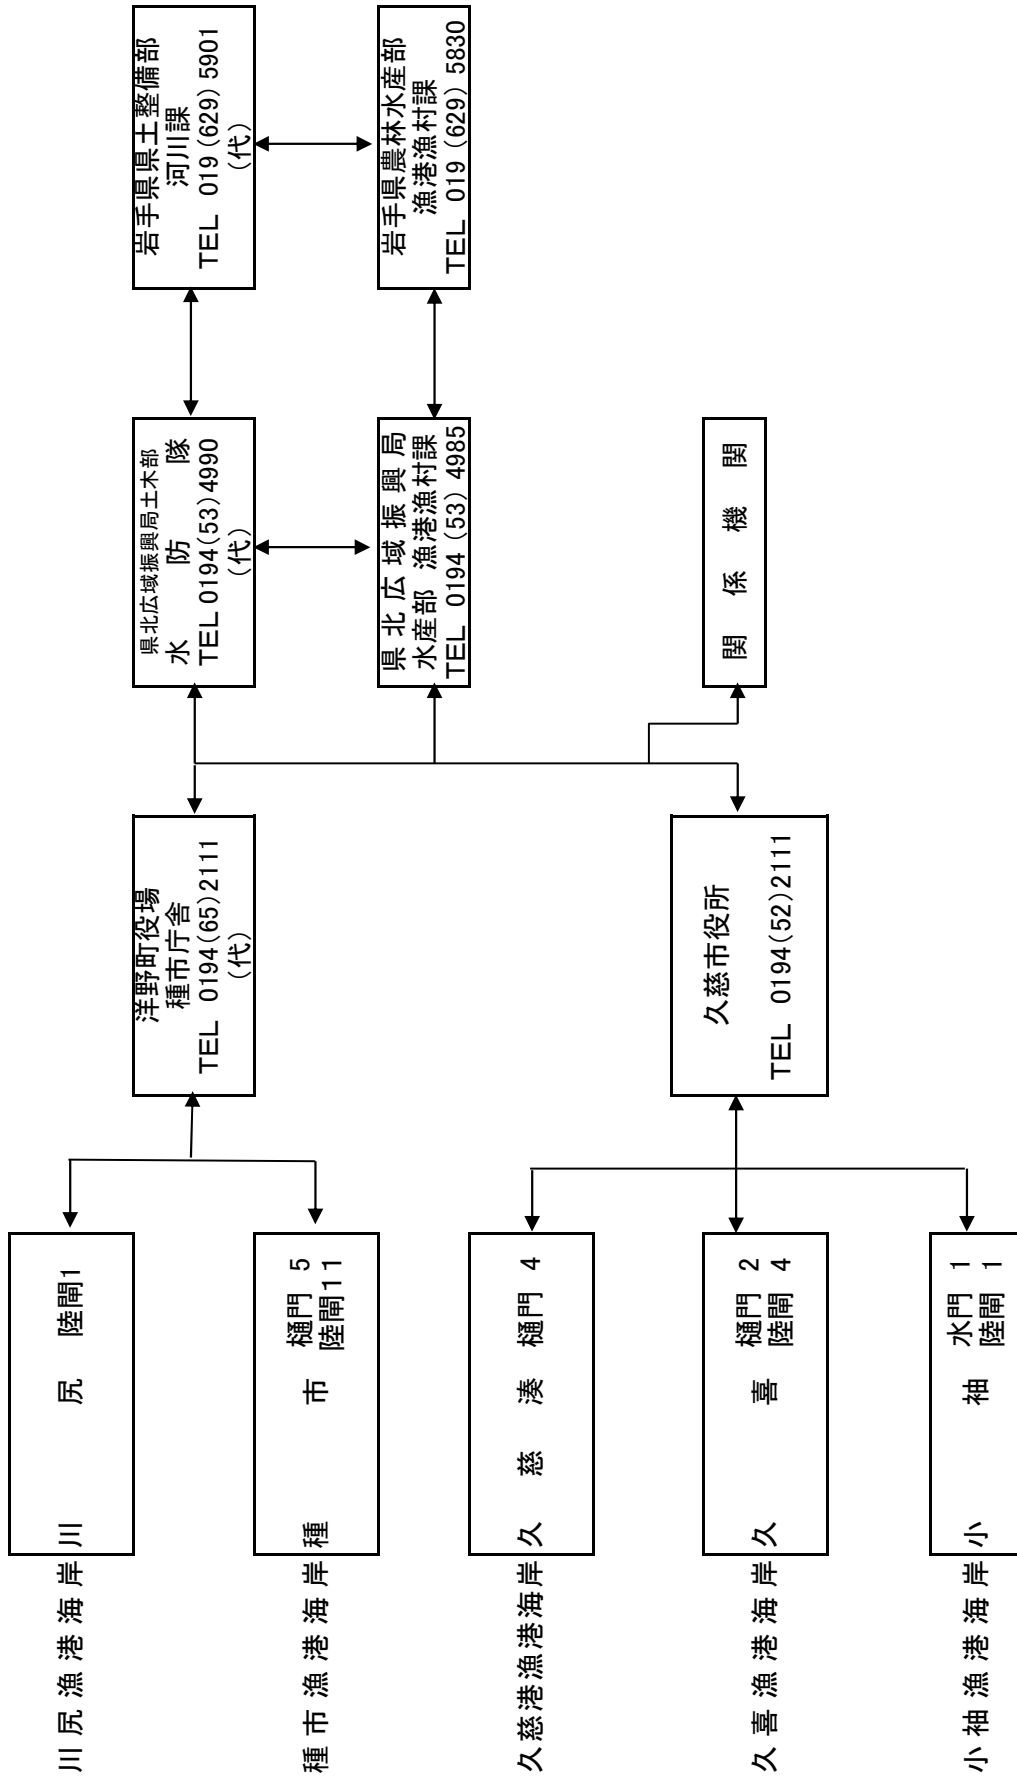 川尻漁港海岸
川尻 陸閘1
種市漁港海岸
種市 樋門 5
陸閘11
久慈港漁港海岸
久慈湊 樋門 4
久喜漁港海岸
久喜 樋門 2
陸閘 4
小袖漁港海岸
小袖 水門 1
陸閘 1
洋野町役場
種市庁舎
TEL 0194(65)2111
(代)
久慈市役所
TEL 0194(52)2111
県北広域振興局土木部
水防隊
TEL 0194(53)4990
(代)
県北広域振興局
水産部 漁港漁村課
TEL 0194 (53) 4985
関係機関
岩手県県土整備部
河川課
TEL 019 (629) 5901
(代)
岩手県農林水産部
漁港漁村課
TEL 019 (629) 5830